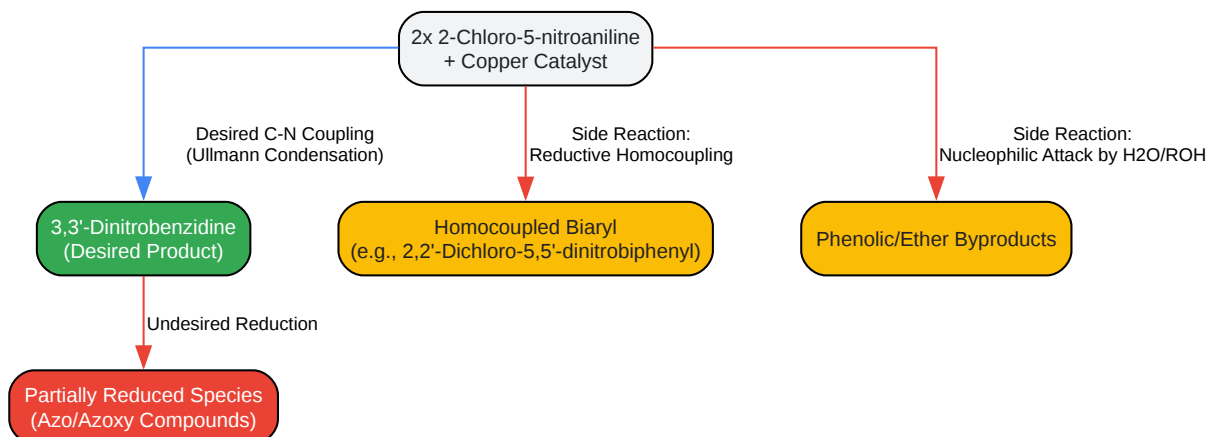 2x 2-Chloro-5-nitroaniline
+ Copper Catalyst
Desired C-N Coupling
(Ullmann Condensation)
Side Reaction:
Reductive Homocoupling
Side Reaction:
Nucleophilic Attack by H2O/ROH
3,3'-Dinitrobenzidine
(Desired Product)
Homocoupled Biaryl
(e.g., 2,2'-Dichloro-5,5'-dinitrobiphenyl)
Phenolic/Ether Byproducts
Undesired Reduction
Partially Reduced Species
(Azo/Azoxy Compounds)